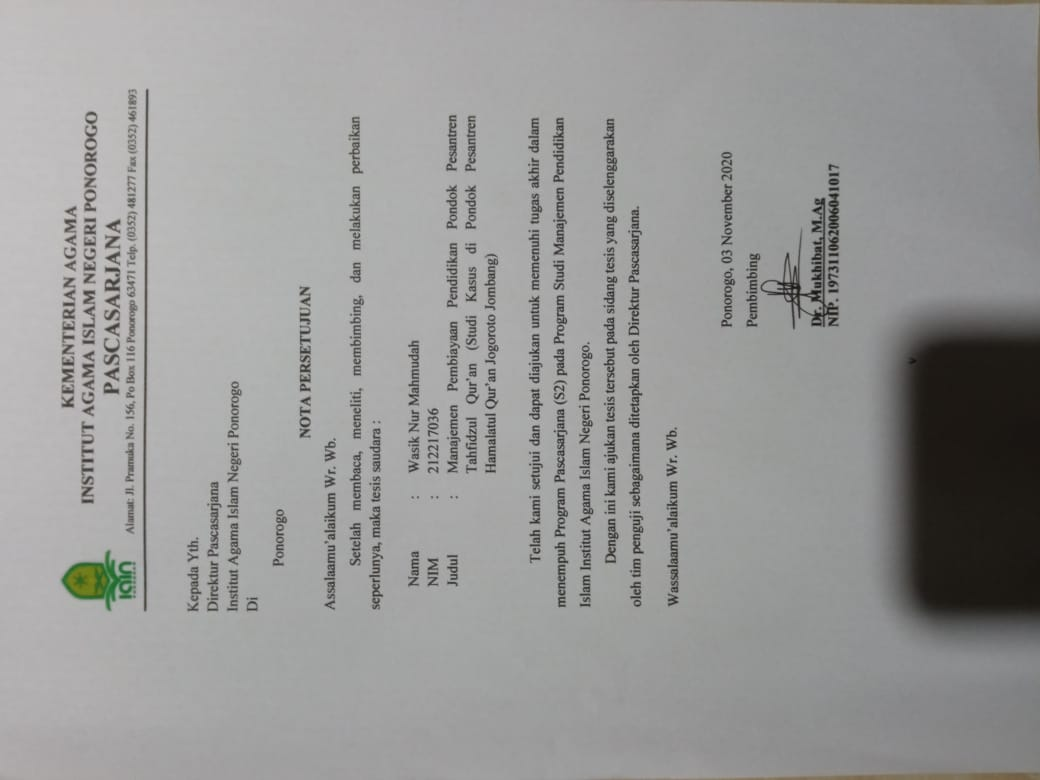 KEMENTERIAN AGAMA
INSTITUT AGAMA ISLAM NEGERI PONOROGO
PASCASARJANA
Alamat: Jl. Pramuka No. 156, Po Box 116 Ponorogo 63471 Telp. (0352) 481277 Fax (0352) 461893
iain
Kepada Yth.
Direktur Pascasarjana
Institut Agama Islam Negeri Ponorogo
Di
Ponorogo
NOTA PERSETUJUAN
Assalaamu'alaikum Wr. Wb.
Setelah membaca, meneliti, membimbing, dan melakukan perbaikan
seperlunya, maka tesis saudara :
Nama : Wasik Nur Mahmudah
NIM : 212217036
Judul : Manajemen Pembiayaan Pendidikan Pondok Pesantren
Tahfidzul Qur'an (Studi Kasus di Pondok Pesantren
Hamalatul Qur'an Jogoroto Jombang)
Telah kami setujui dan dapat diajukan untuk memenuhi tugas akhir dalam
menempuh Program Pascasarjana (S2) pada Program Studi Manajemen Pendidikan
Islam Institut Agama Islam Negeri Ponorogo.
Dengan ini kami ajukan tesis tersebut pada sidang tesis yang diselenggarakan
oleh tim penguji sebagaimana ditetapkan oleh Direktur Pascasarjana.
Wassalaamu'alaikum Wr. Wb.
Ponorogo, 03 November 2020
Pembimbing
Dr. Mukhibat, M.Ag
NIP. 197311062006041017